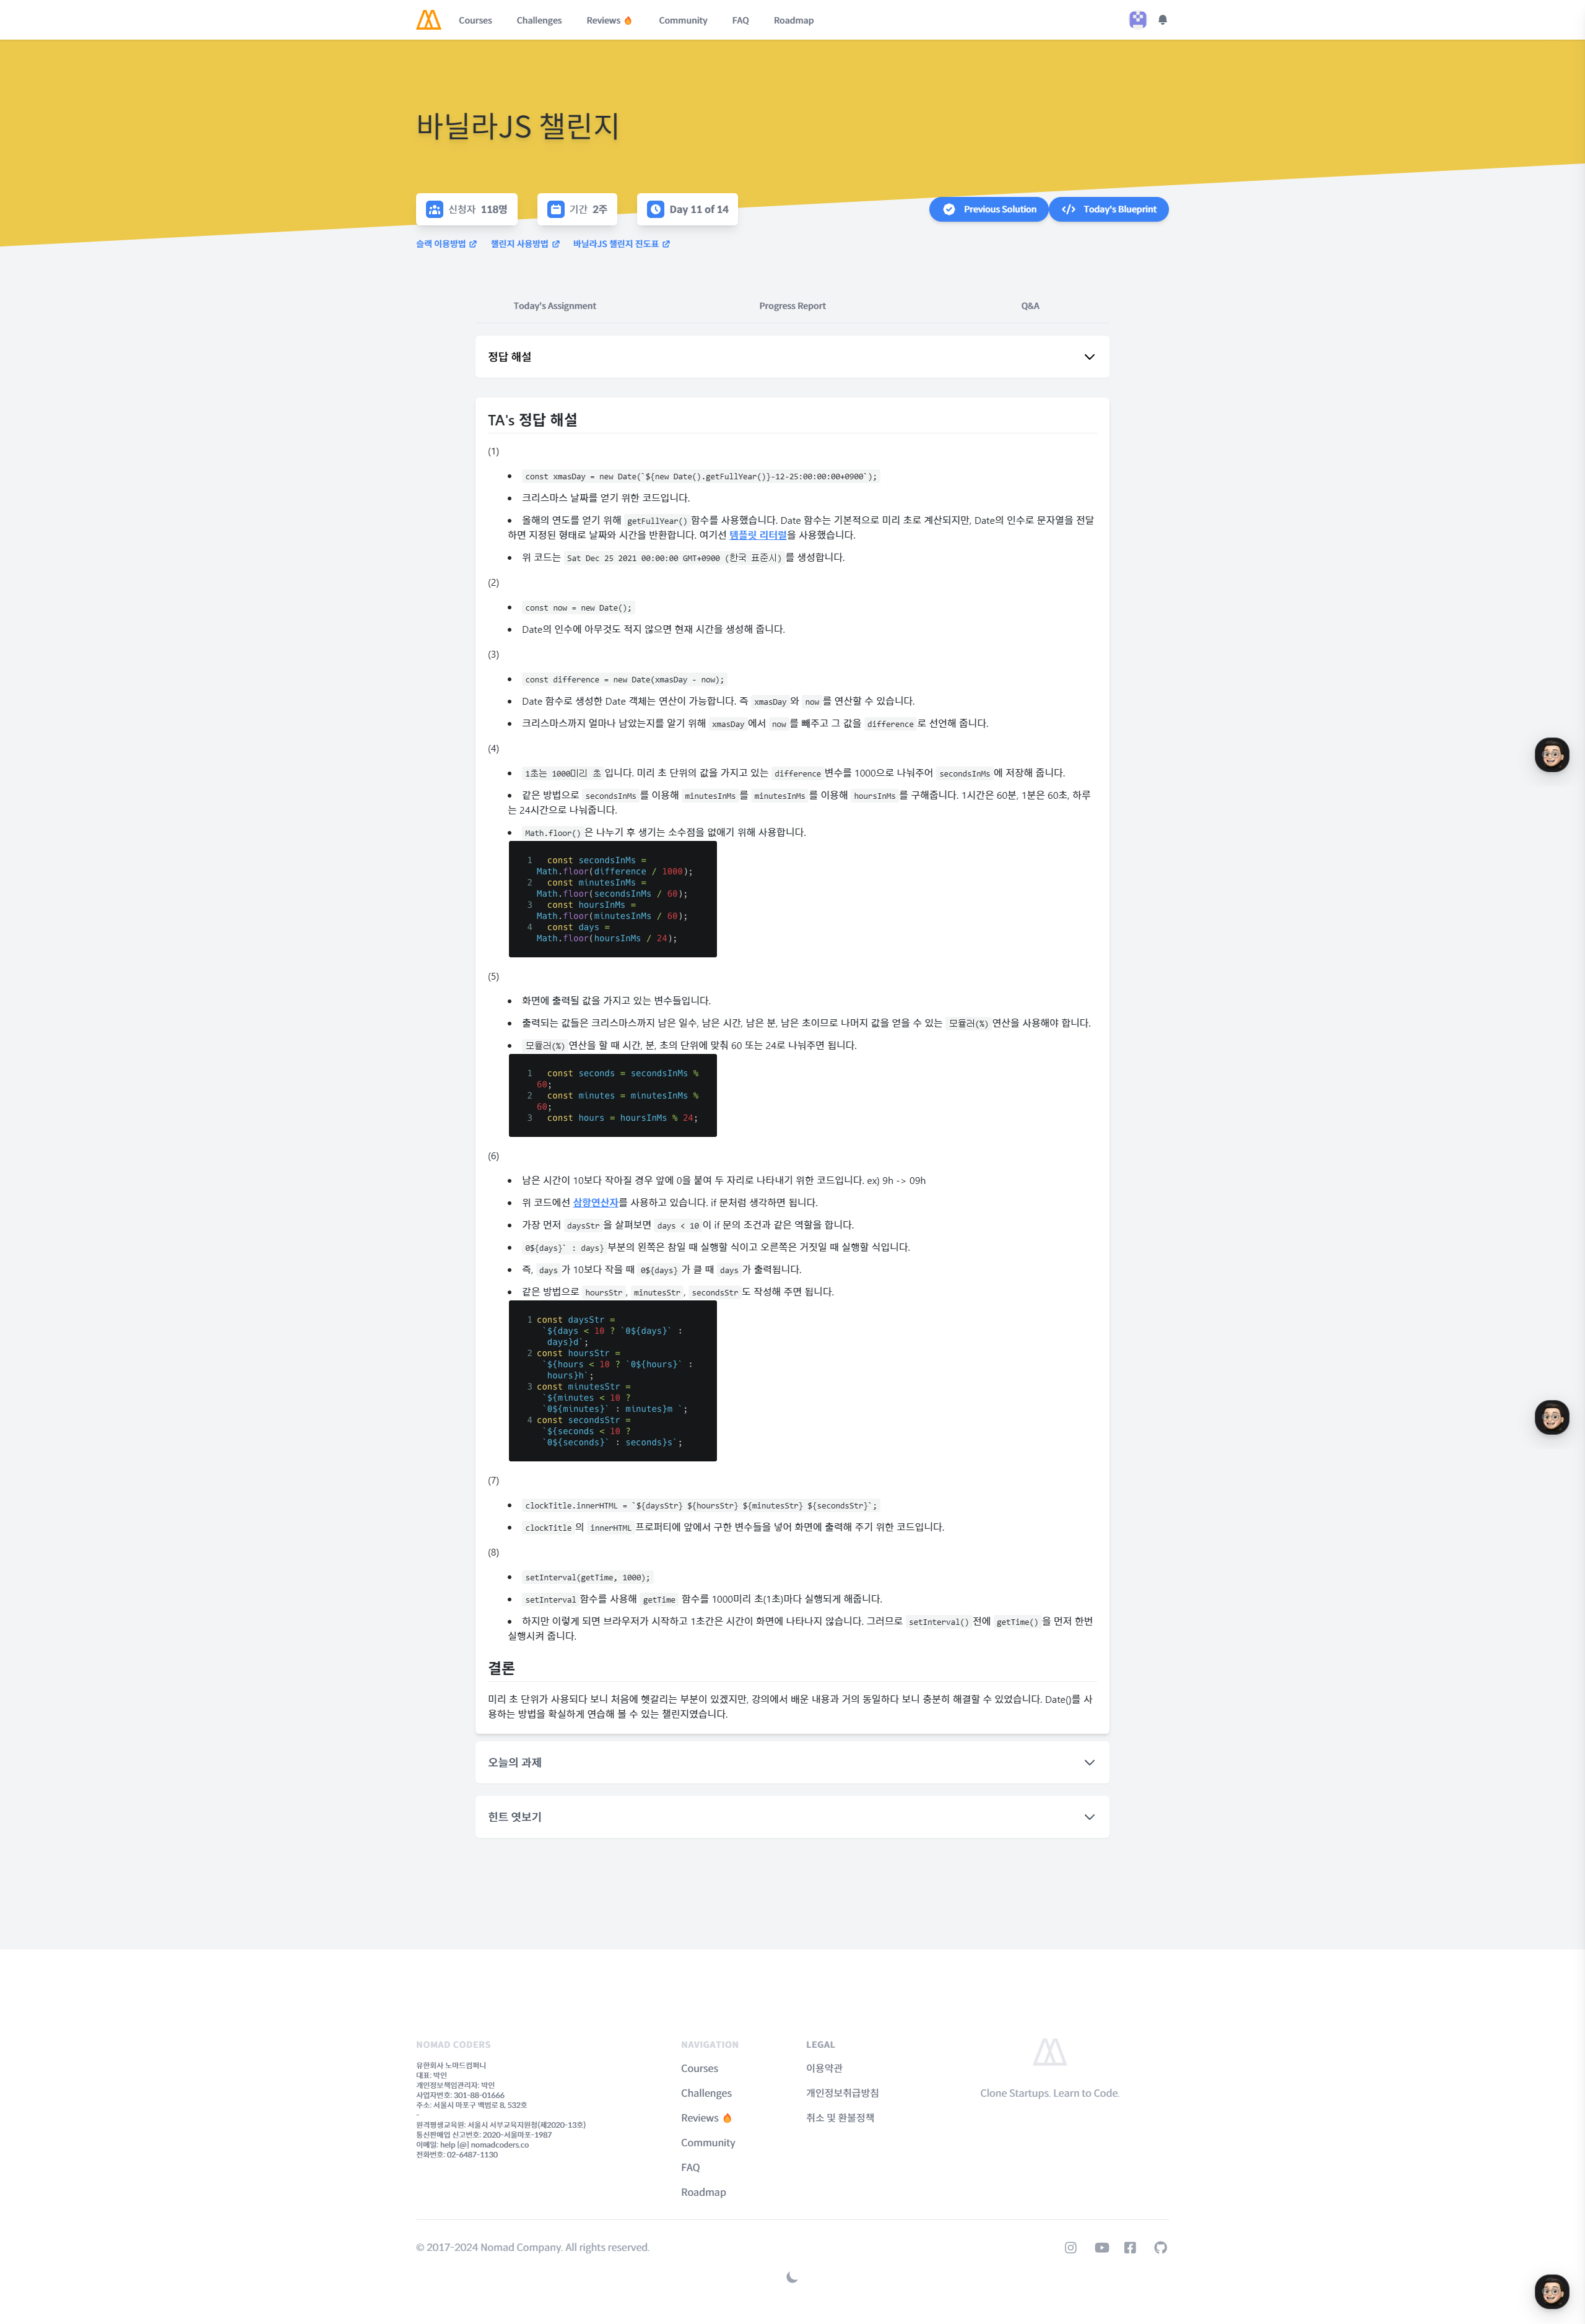 Courses Challenges Reviews Community FAQ Roadmap
바닐라JS 챌린지
신청자 118명 기간 2주 Day 11 of 14 Previous Solution Today's Blueprint
슬랙 이용방법 챌린지 사용방법 바닐라JS 챌린지 진도표
Today's Assignment Progress Report Q&A
정답 해설
TA's 정답 해설
(1)
const xmasDay = new Date(`${new Date().getFullYear()}-12-25:00:00:00+0900`);
크리스마스 날짜를 얻기 위한 코드입니다.
올해의 연도를 얻기 위해 getFullYear() 함수를 사용했습니다. Date 함수는 기본적으로 미리 초로 계산되지만, Date의 인수로 문자열을 전달
하면 지정된 형태로 날짜와 시간을 반환합니다. 여기선 템플릿 리터럴을 사용했습니다.
위 코드는 Sat Dec 25 2021 00:00:00 GMT+0900 (한국 표준시) 를 생성합니다.
(2)
const now = new Date();
Date의 인수에 아무것도 적지 않으면 현재 시간을 생성해 줍니다.
(3)
const difference = new Date(xmasDay - now);
Date 함수로 생성한 Date 객체는 연산이 가능합니다. 즉 xmasDay 와 now 를 연산할 수 있습니다.
크리스마스까지 얼마나 남았는지를 알기 위해 xmasDay 에서 now 를 빼주고 그 값을 difference 로 선언해 줍니다.
(4)
1초는 1000미리 초 입니다. 미리 초 단위의 값을 가지고 있는 difference 변수를 1000으로 나눠주어 secondsInMs 에 저장해 줍니다.
같은 방법으로 secondsInMs 를 이용해 minutesInMs 를 minutesInMs 를 이용해 hoursInMs 를 구해줍니다. 1시간은 60분, 1분은 60초, 하루
는 24시간으로 나눠줍니다.
Math.floor() 은 나누기 후 생기는 소수점을 없애기 위해 사용합니다.
1 const secondsInMs =
Math.floor(difference / 1000);
2 const minutesInMs =
Math.floor(secondsInMs / 60);
3 const hoursInMs =
Math.floor(minutesInMs / 60);
4 const days =
Math.floor(hoursInMs / 24);
(5)
화면에 출력될 값을 가지고 있는 변수들입니다.
출력되는 값들은 크리스마스까지 남은 일수, 남은 시간, 남은 분, 남은 초이므로 나머지 값을 얻을 수 있는 모듈러(%) 연산을 사용해야 합니다.
모듈러(%) 연산을 할 때 시간, 분, 초의 단위에 맞춰 60 또는 24로 나눠주면 됩니다.
1 const seconds = secondsInMs %
60;
2 const minutes = minutesInMs %
60;
3 const hours = hoursInMs % 24;
(6)
남은 시간이 10보다 작아질 경우 앞에 0을 붙여 두 자리로 나타내기 위한 코드입니다. ex) 9h -> 09h
위 코드에선 삼항연산자를 사용하고 있습니다. if 문처럼 생각하면 됩니다.
가장 먼저 daysStr 을 살펴보면 days < 10 이 if 문의 조건과 같은 역할을 합니다.
0${days}` : days} 부분의 왼쪽은 참일 때 실행할 식이고 오른쪽은 거짓일 때 실행할 식입니다.
즉, days 가 10보다 작을 때 0${days} 가 클 때 days 가 출력됩니다.
같은 방법으로 hoursStr , minutesStr , secondsStr 도 작성해 주면 됩니다.
1 const daysStr =
`${days < 10 ? `0${days}` :
days}d`;
2 const hoursStr =
`${hours < 10 ? `0${hours}` :
hours}h`;
3 const minutesStr =
`${minutes < 10 ?
`0${minutes}` : minutes}m `;
4 const secondsStr =
`${seconds < 10 ?
`0${seconds}` : seconds}s`;
(7)
clockTitle.innerHTML = `${daysStr} ${hoursStr} ${minutesStr} ${secondsStr}`;
clockTitle 의 innerHTML 프로퍼티에 앞에서 구한 변수들을 넣어 화면에 출력해 주기 위한 코드입니다.
(8)
setInterval(getTime, 1000);
setInterval 함수를 사용해 getTime 함수를 1000미리 초(1초)마다 실행되게 해줍니다.
하지만 이렇게 되면 브라우저가 시작하고 1초간은 시간이 화면에 나타나지 않습니다. 그러므로 setInterval() 전에 getTime() 을 먼저 한번
실행시켜 줍니다.
결론
미리 초 단위가 사용되다 보니 처음에 헷갈리는 부분이 있겠지만, 강의에서 배운 내용과 거의 동일하다 보니 충분히 해결할 수 있었습니다. Date()를 사
용하는 방법을 확실하게 연습해 볼 수 있는 챌린지였습니다.
오늘의 과제
힌트 엿보기
NOMAD CODERS
유한회사 노마드컴퍼니
대표: 박인
개인정보책임관리자: 박인
사업자번호: 301-88-01666
주소: 서울시 마포구 백범로 8, 532호
-
원격평생교육원: 서울시 서부교육지원청(제2020-13호)
통신판매업 신고번호: 2020-서울마포-1987
이메일: help [@] nomadcoders.co
전화번호: 02-6487-1130
NAVIGATION
Courses
Challenges
Reviews
Community
FAQ
Roadmap
LEGAL
이용약관
개인정보취급방침
취소 및 환불정책
Clone Startups. Learn to Code.
© 2017-2024 Nomad Company. All rights reserved.